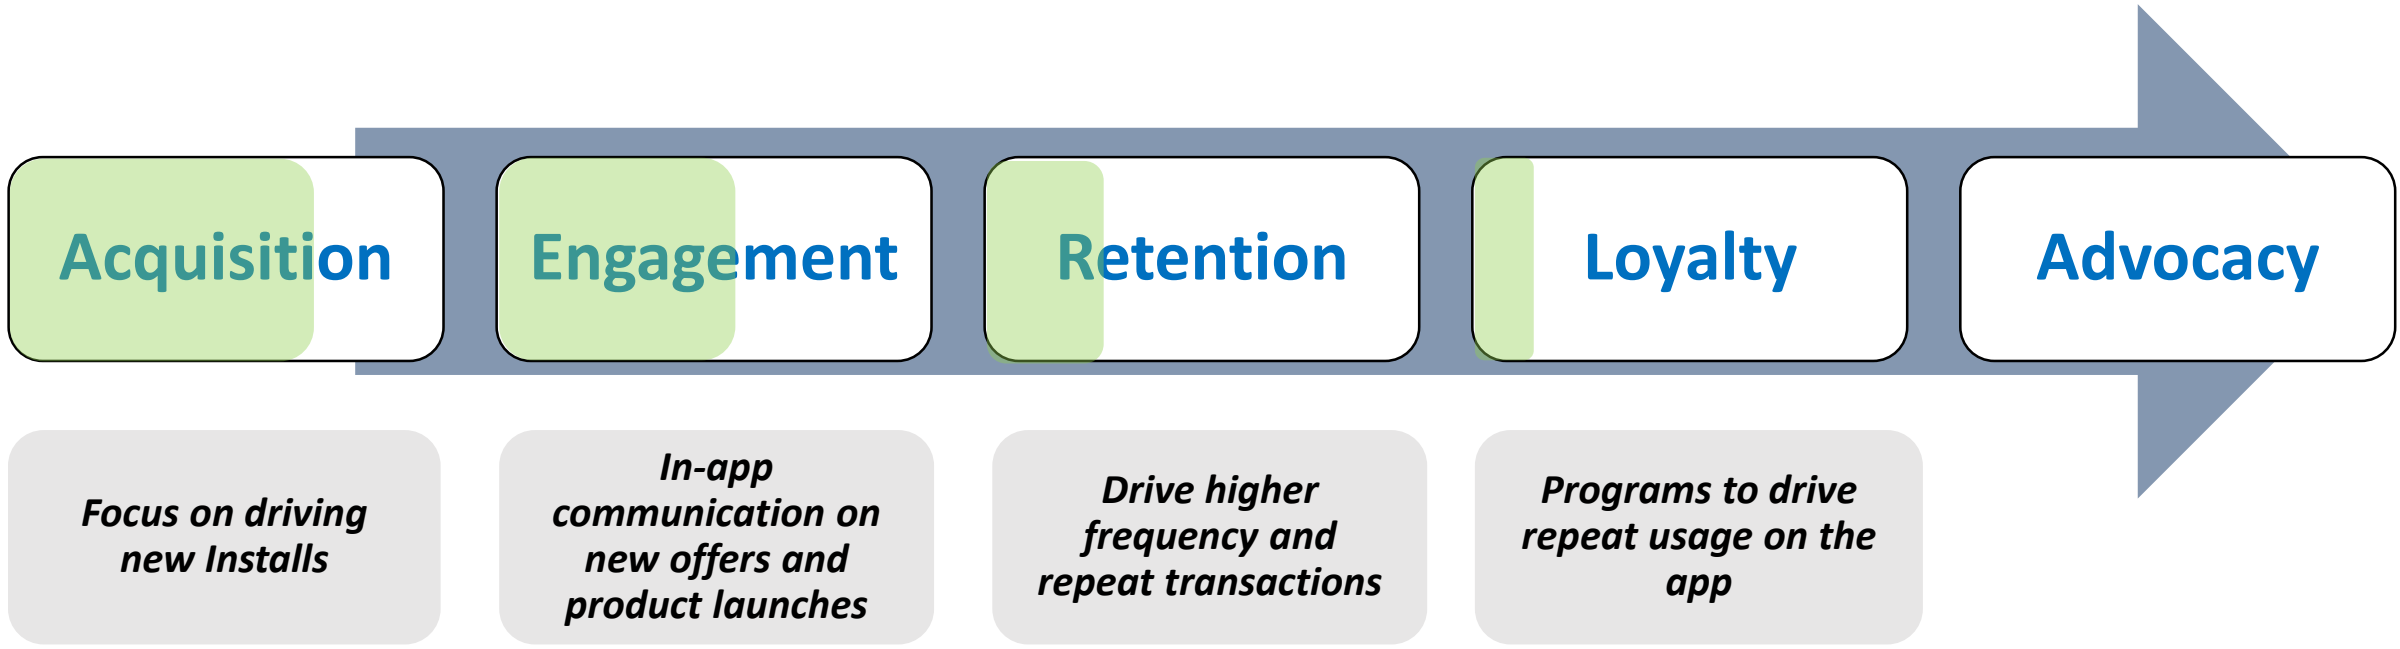 Acquisition
Engagement
Retention
Loyalty
Advocacy
Focus on driving
new Installs
In-app
communication on
new offers and
product launches
Drive higher
frequency and
repeat transactions
Programs to drive
repeat usage on the
app